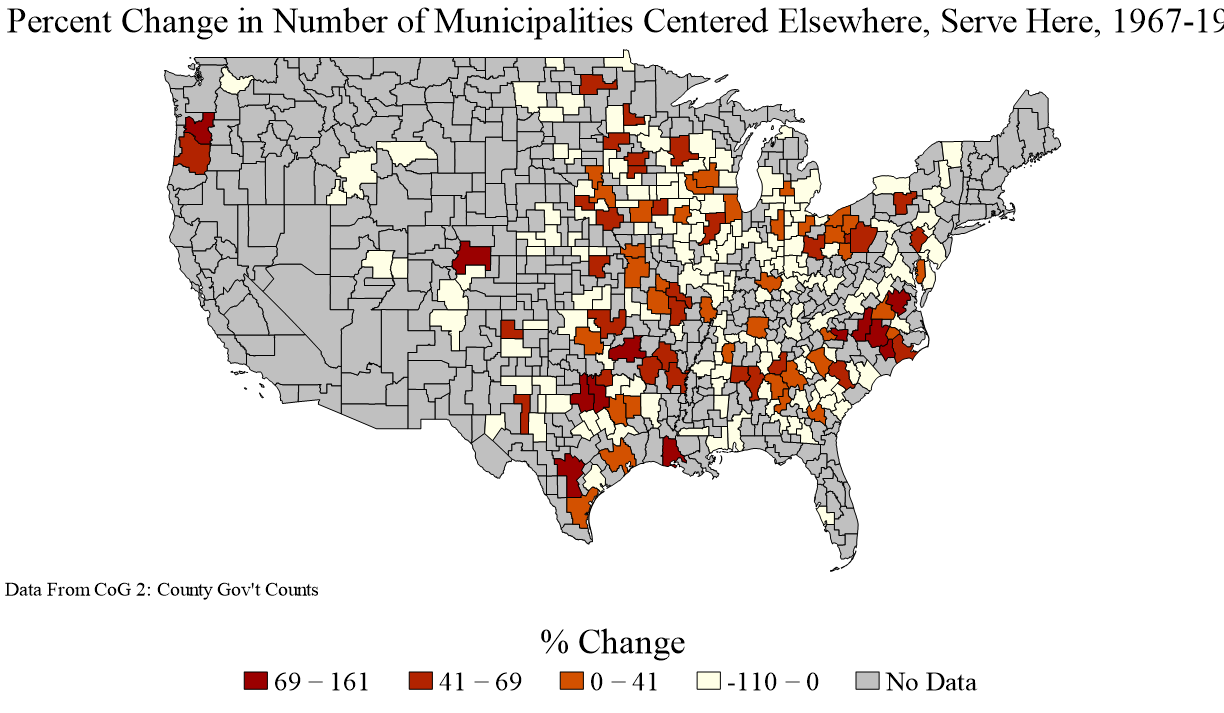 Percent Change in Number of Municipalities Centered Elsewhere, Serve Here, 1967-19
Data From CoG 2: County Gov't Counts
% Change
69 – 161
41 – 69
0 – 41
-110 – 0
No Data